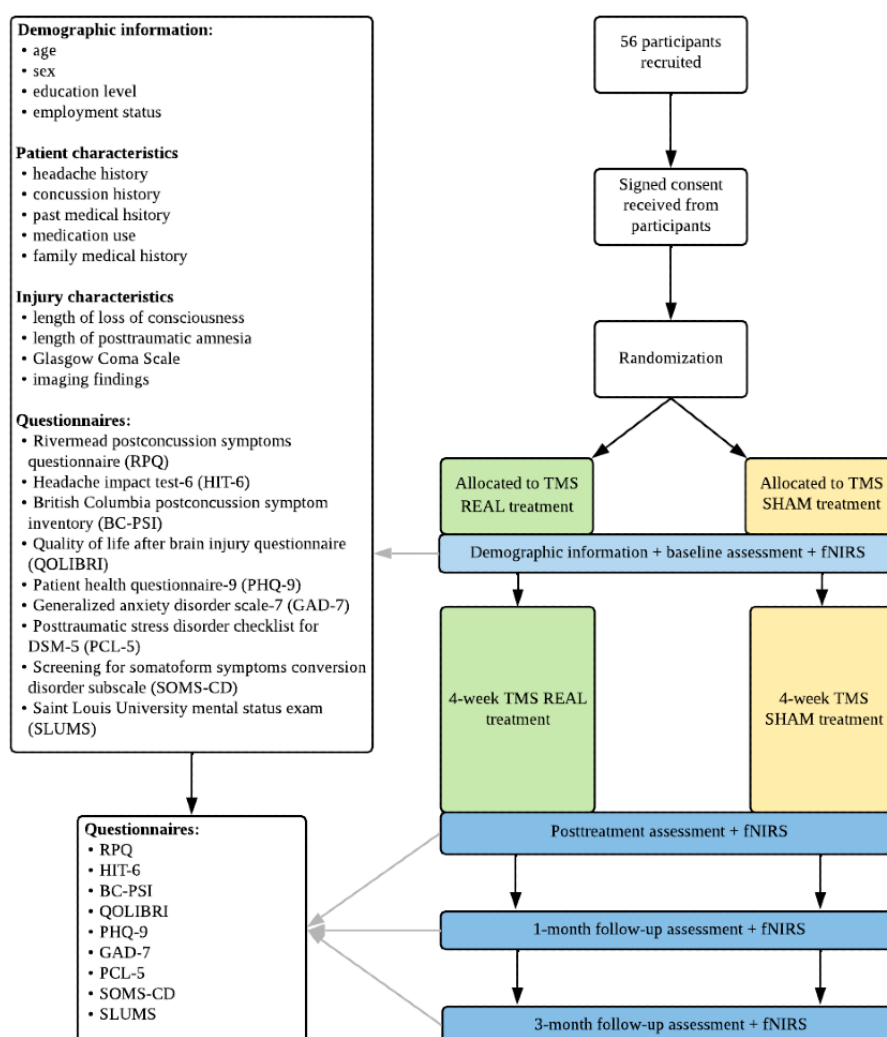 Demographic information:
• age
• sex
• education level
• employment status
Patient characteristics
• headache history
• concussion history
• past medical hsitory
• medication use
• family medical history
Injury characteristics
• length of loss of consciousness
• length of posttraumatic amnesia
• Glasgow Coma Scale
• imaging findings
Questionnaires:
• Rivermead postconcussion symptoms
questionnaire (RPQ)
• Headache impact test-6 (HIT-6)
• British Columbia postconcussion symptom
inventory (BC-PSI)
• Quality of life after brain injury questionnaire
(QOLIBRI)
• Patient health questionnaire-9 (PHQ-9)
• Generalized anxiety disorder scale-7 (GAD-7)
• Posttraumatic stress disorder checklist for
DSM-5 (PCL-5)
• Screening for somatoform symptoms conversion
disorder subscale (SOMS-CD)
• Saint Louis University mental status exam
(SLUMS)
Questionnaires:
• RPQ
• HIT-6
• BC-PSI
• QOLIBRI
• PHQ-9
• GAD-7
• PCL-5
• SOMS-CD
• SLUMS
56 participants
recruited
Signed consent
received from
participants
Randomization
Allocated to TMS
REAL treatment
Allocated to TMS
SHAM treatment
Demographic information + baseline assessment + fNIRS
4-week TMS REAL
treatment
4-week TMS
SHAM treatment
Posttreatment assessment + fNIRS
1-month follow-up assessment + fNIRS
3-month follow-up assessment + fNIRS